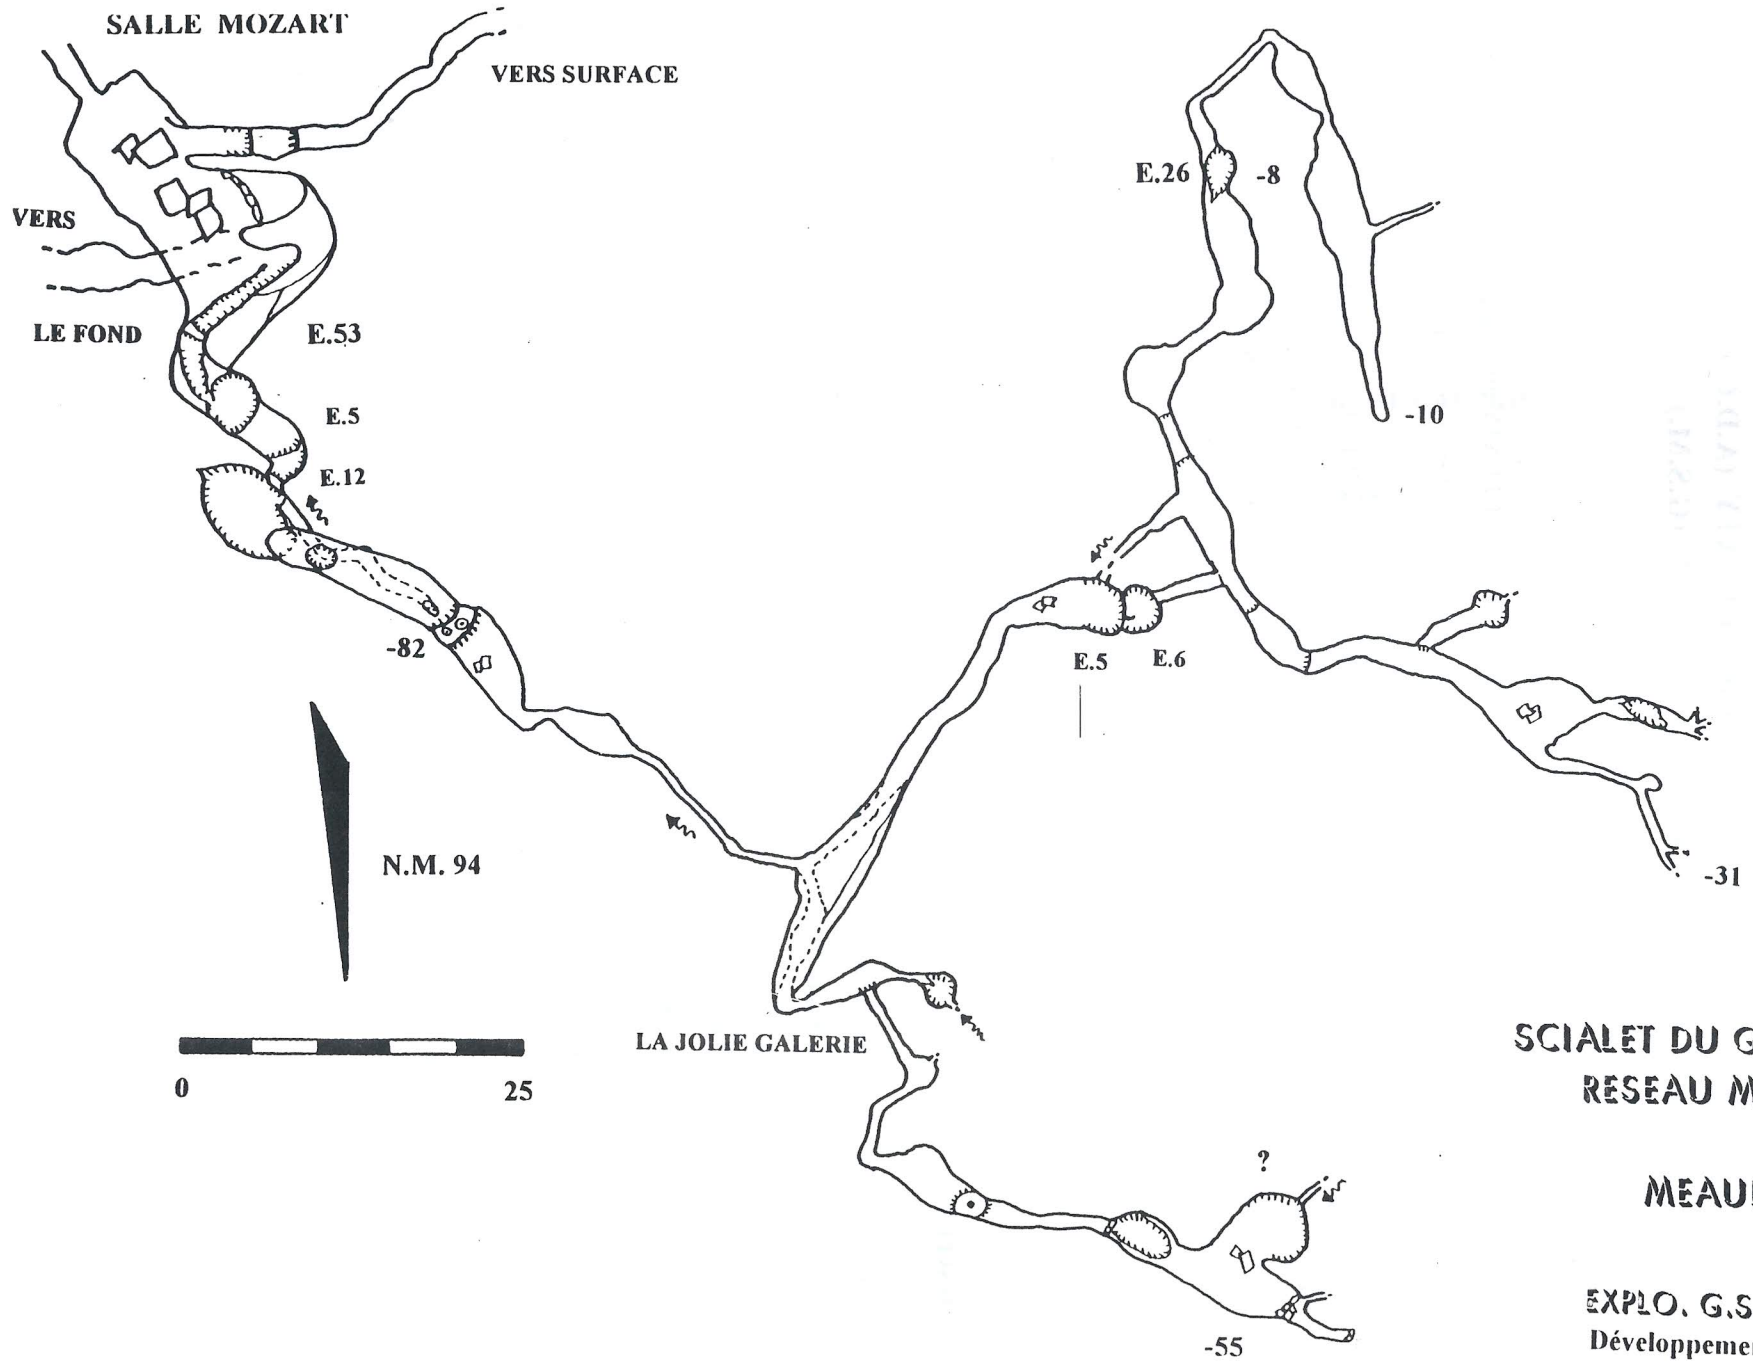 SALLE MOZART
VERS SURFACE
E.26
-8
VERS
LE FOND
E.53
-10
E.5
E.12
-82
E.5
E.6
N.M. 94
-31
LA JOLIE GALERIE
0
25
SCIALET DU G
RESEAU M
?
MEAU
EXPLO. G.S
Développeme
-55